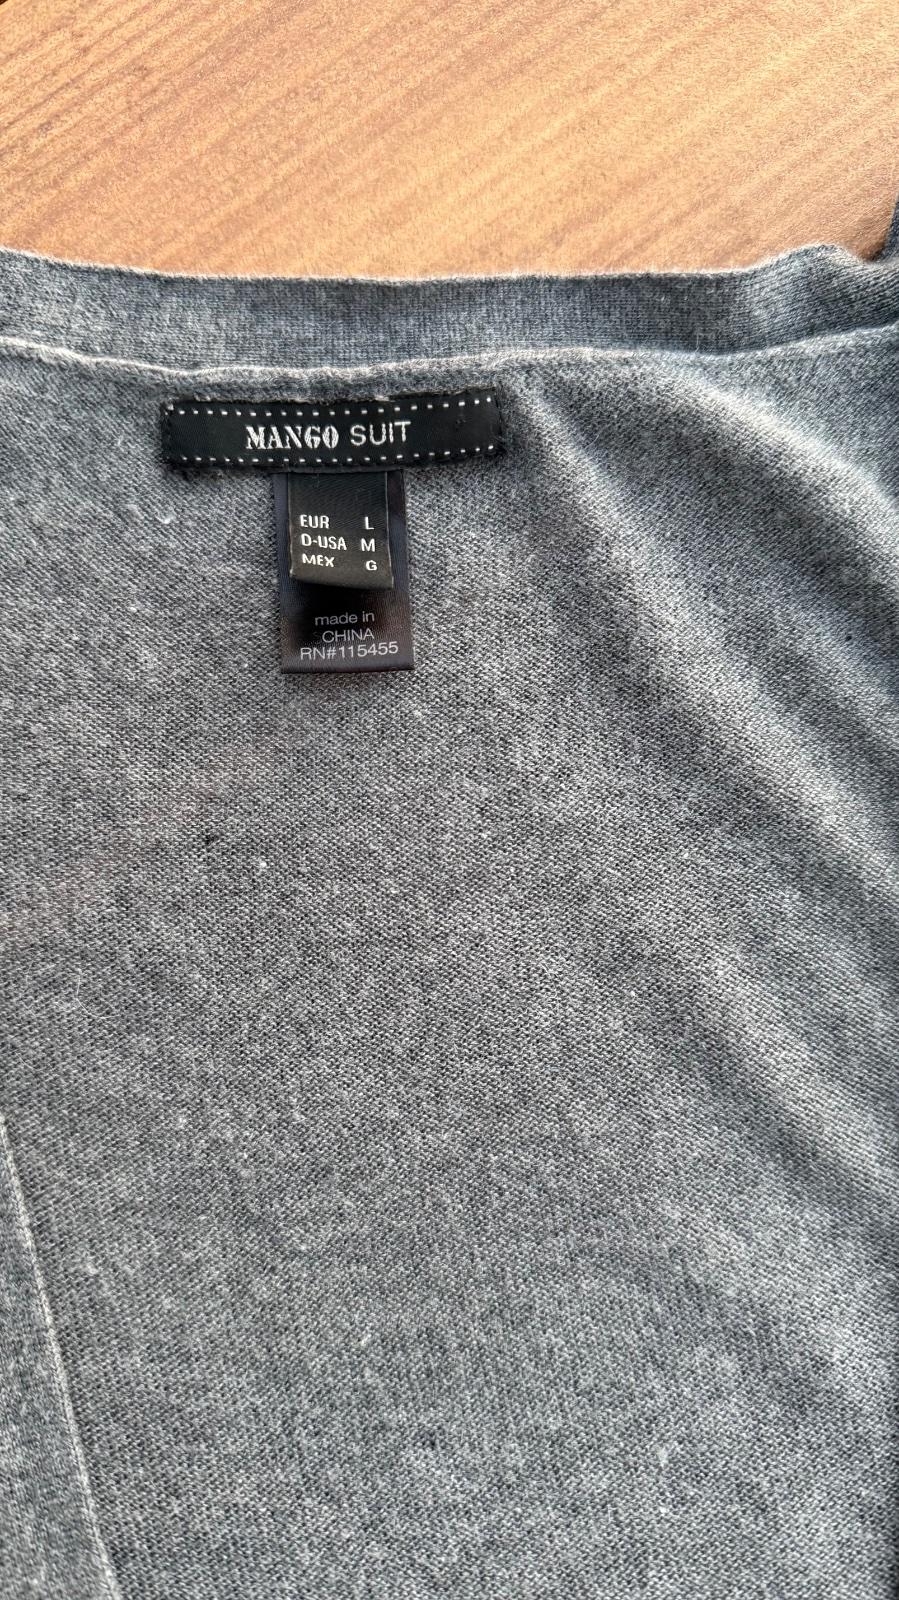 MANGO SUIT
EUR L
D-USA M
MEX G
made in
CHINA
RN#115455